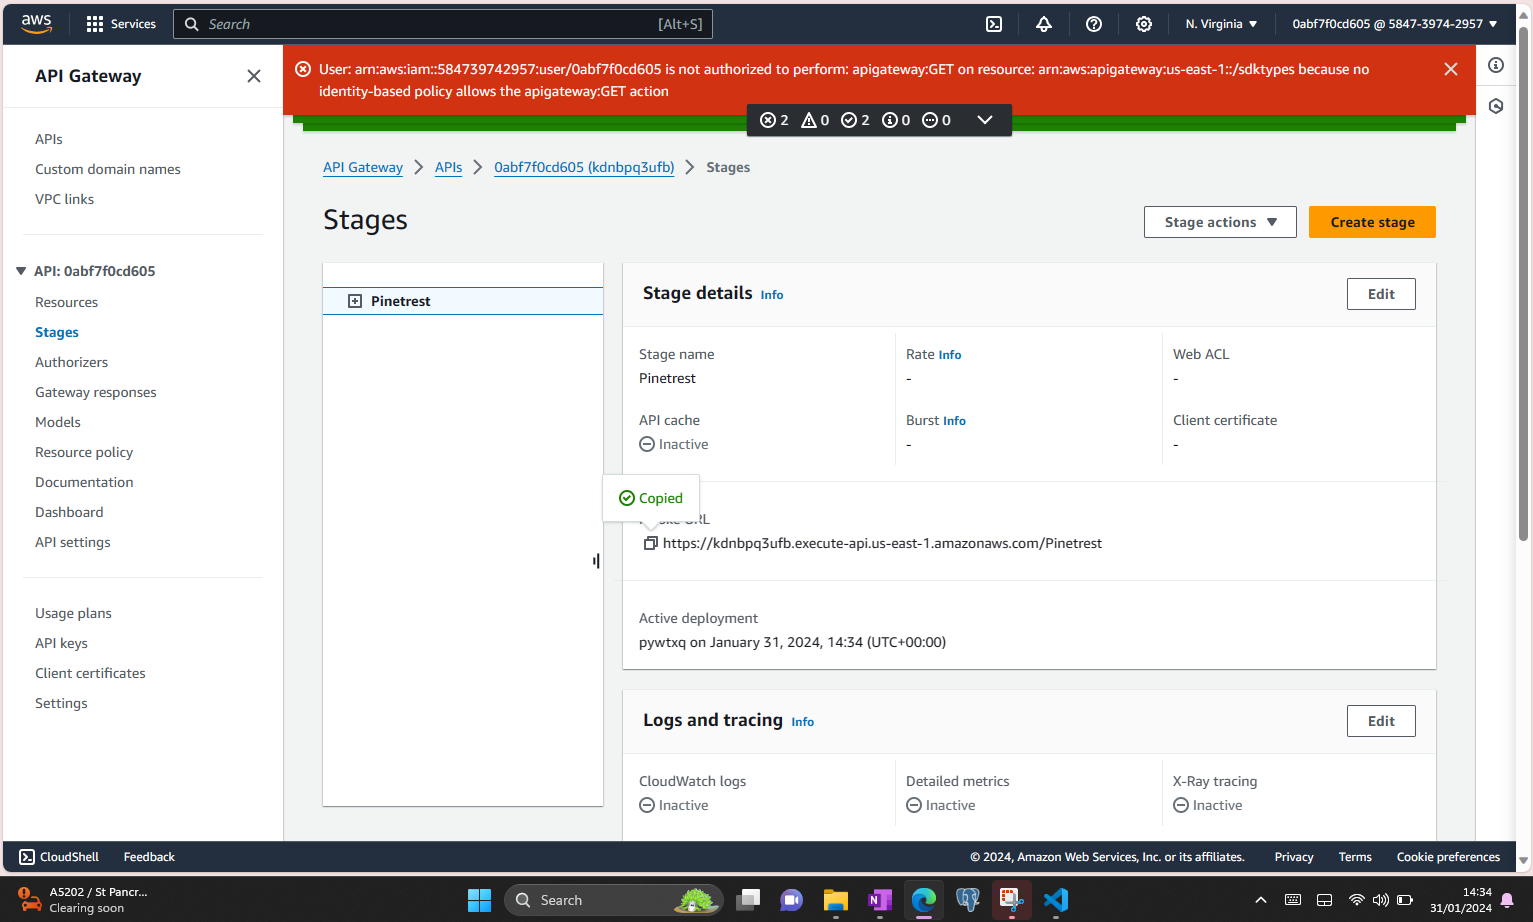 aws
Services
Search
[Alt+S]
N. Virginia
0abf7f0cd605 @ 5847-3974-2957
API Gateway
User: arn:aws:iam::584739742957:user/0abf7f0cd605 is not authorized to perform: apigateway:GET on resource: arn:aws:apigateway:us-east-1::/sdktypes because no
identity-based policy allows the apigateway:GET action
2 0 2 0 0
APIs
Custom domain names
VPC links
API: 0abf7f0cd605
Resources
Stages
Authorizers
Gateway responses
Models
Resource policy
Documentation
Dashboard
API settings
Usage plans
API keys
Client certificates
Settings
API Gateway
APIs
0abf7f0cd605 (kdnbpq3ufb)
Stages
Stages
Stage actions
Create stage
Pinetrest
Stage details Info
Edit
Stage name
Pinetrest
Rate Info
-
Web ACL
-
API cache
Inactive
Burst Info
-
Client certificate
-
Copied
URL
https://kdnbpq3ufb.execute-api.us-east-1.amazonaws.com/Pinetrest
Active deployment
pywtxq on January 31, 2024, 14:34 (UTC+00:00)
Logs and tracing Info
Edit
CloudWatch logs
Inactive
Detailed metrics
Inactive
X-Ray tracing
Inactive
CloudShell
Feedback
© 2024, Amazon Web Services, Inc. or its affiliates.
Privacy
Terms
Cookie preferences
A5202 / St Pancr...
Clearing soon
Search
14:34
31/01/2024